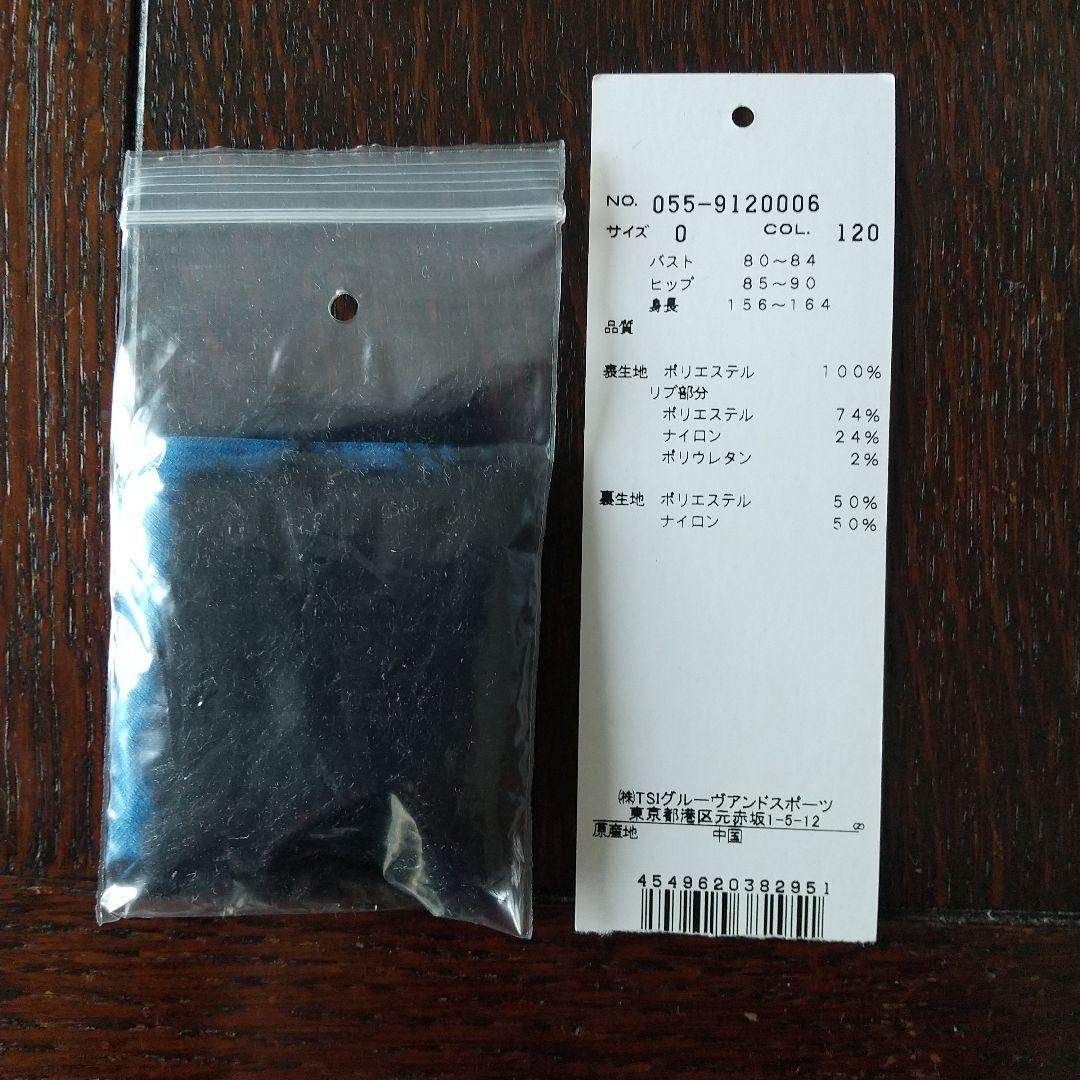 NO. 055-9120006
サイズ 0 COL. 120
バスト 80～84
ヒップ 85～90
身長 156～164
品質
表生地 ポリエステル 100%
リブ部分
ポリエステル 74%
ナイロン 24%
ポリウレタン 2%
裏生地 ポリエステル 50%
ナイロン 50%
㈱TSIグルーヴアンドスポーツ
東京都港区元赤坂1-5-12
原産地 中国
4549620382951